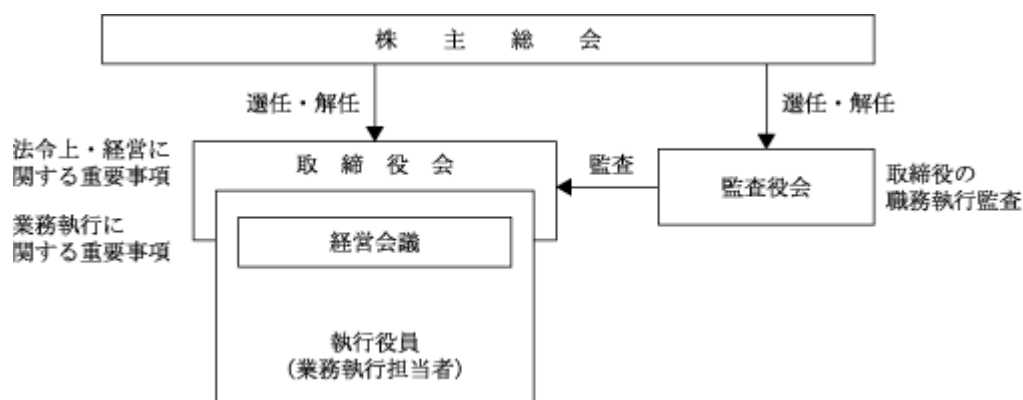 株主総会
選任・解任
選任・解任
法令上・経営に
関する重要事項
取締役会
監査
監査役会
取締役の
職務執行監査
業務執行に
関する重要事項
経営会議
執行役員
(業務執行担当者)